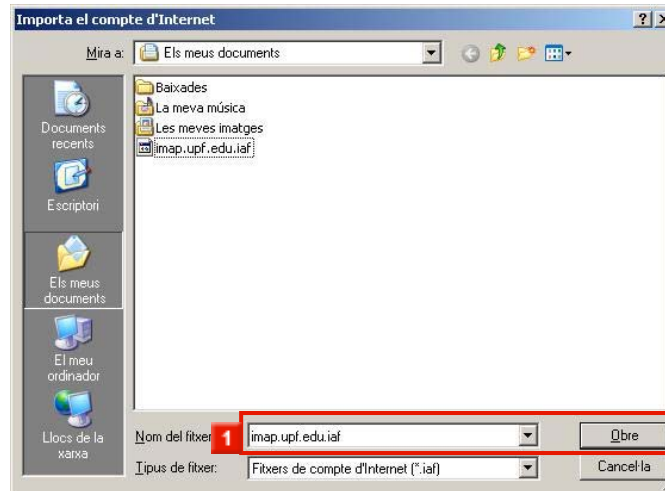 Importa el compte d'Internet
Mira a:
Els meus documents
Documents
recents
Escriptori
Els meus
documents
El meu
ordinador
Llocs de la
xarxa
Baixades
La meva música
Les meves imatges
imap.upf.edu.iaf
Nom del fitxer
1
imap.upf.edu.iaf
Obre
Tipus de fitxer:
Fitxers de compte d'Internet (*.iaf)
Cancel·la